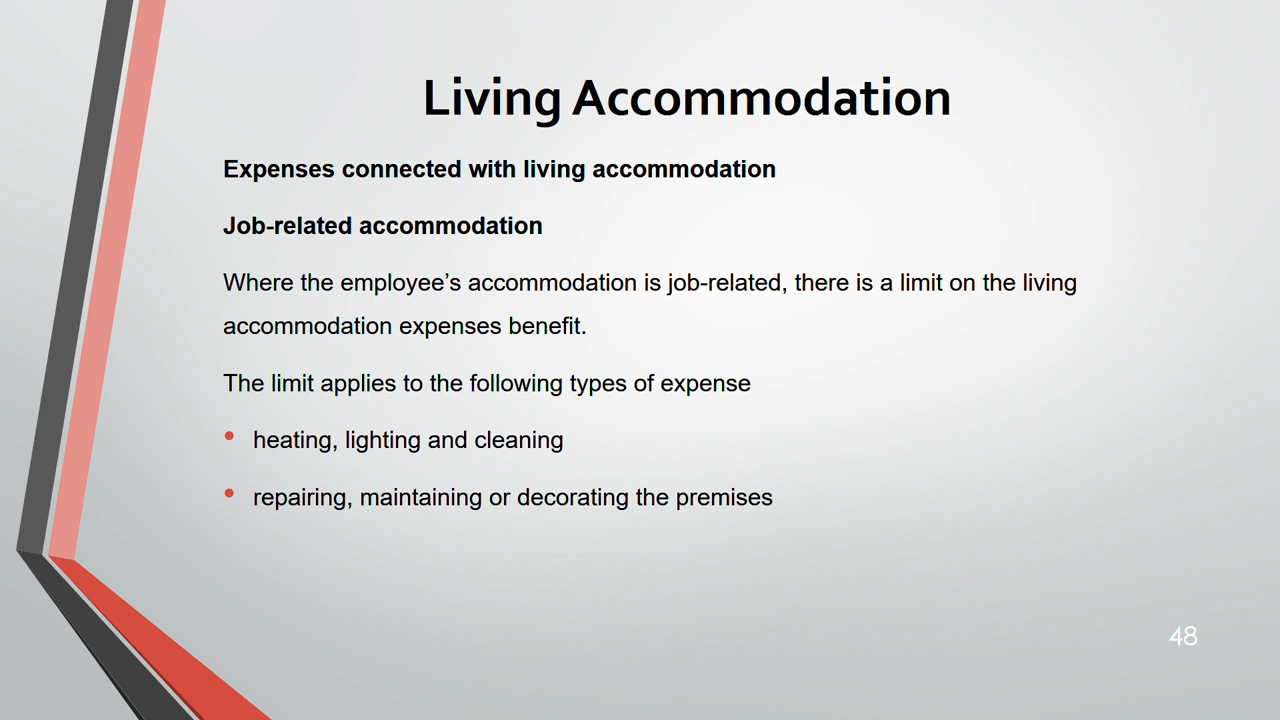 Living Accommodation
Expenses connected with living accommodation
Job-related accommodation
Where the employee’s accommodation is job-related, there is a limit on the living
accommodation expenses benefit.
The limit applies to the following types of expense
• heating, lighting and cleaning
• repairing, maintaining or decorating the premises
48